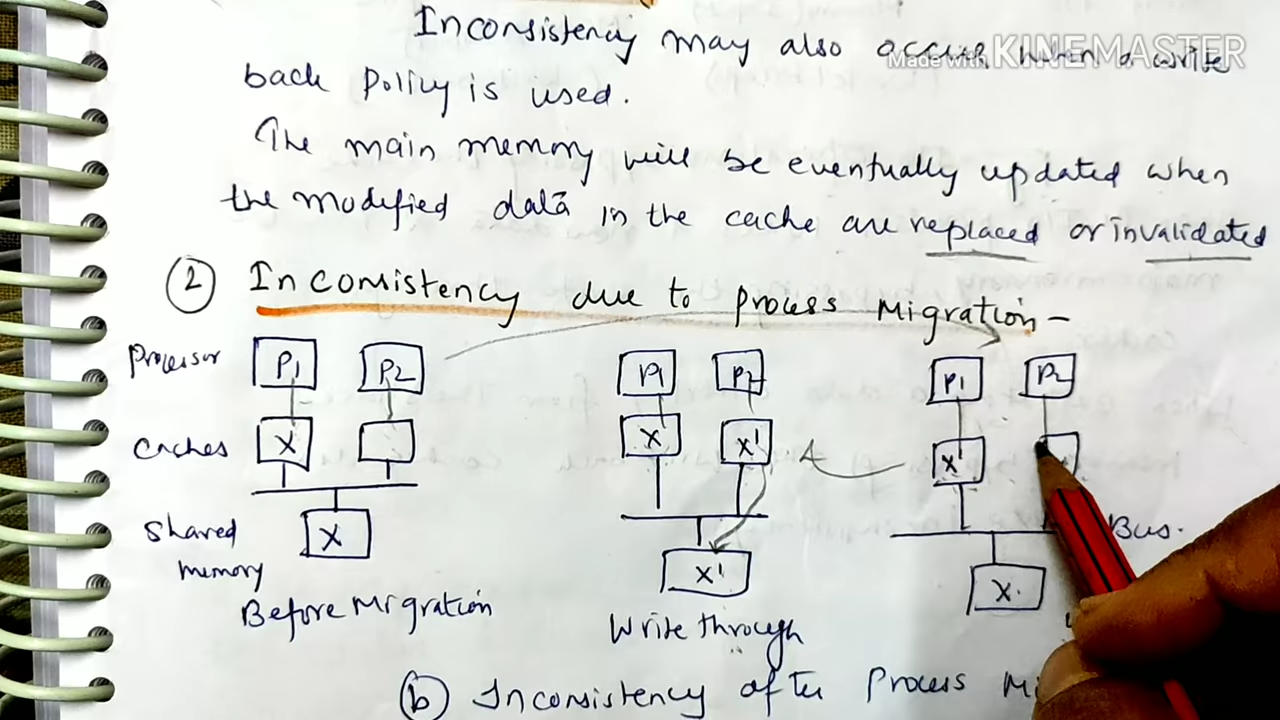 Inconsistency may also occur when a write
Made with KINEMASTER
back policy is used.
The main memory will be eventually updated when
the modified data in the cache are replaced or invalidated
2 Inconsistency due to process Migration-
Processor P1 P2 P1 P2 P1 P2
Caches X X X' X'
Shared memory X X' X Bus.
Before Migration
Write through
b Inconsistency after Process Mi